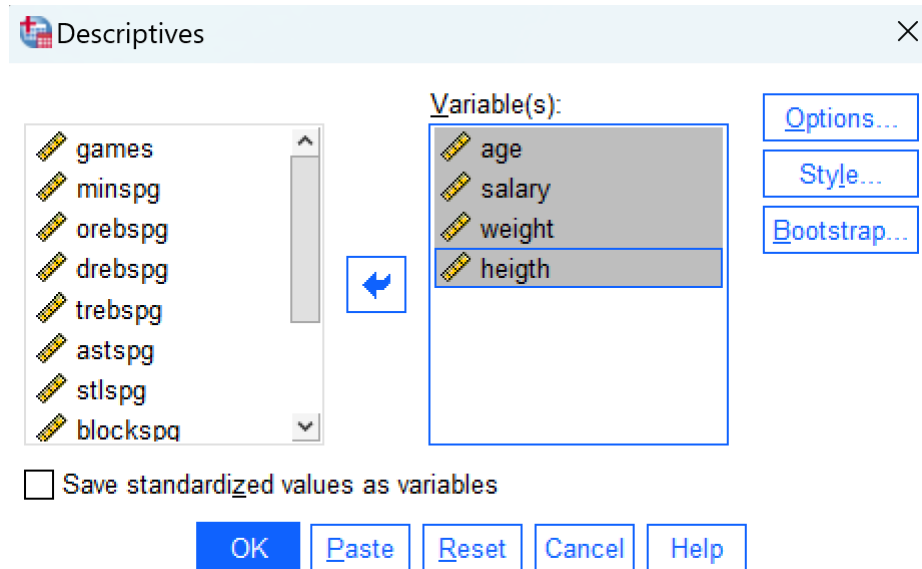 Descriptives
Variable(s):
games
minspg
orebspg
drebspg
trebspg
astspg
stlspg
blockspg
age
salary
weight
heigth
Options...
Style...
Bootstrap...
Save standardized values as variables
OK
Paste
Reset
Cancel
Help